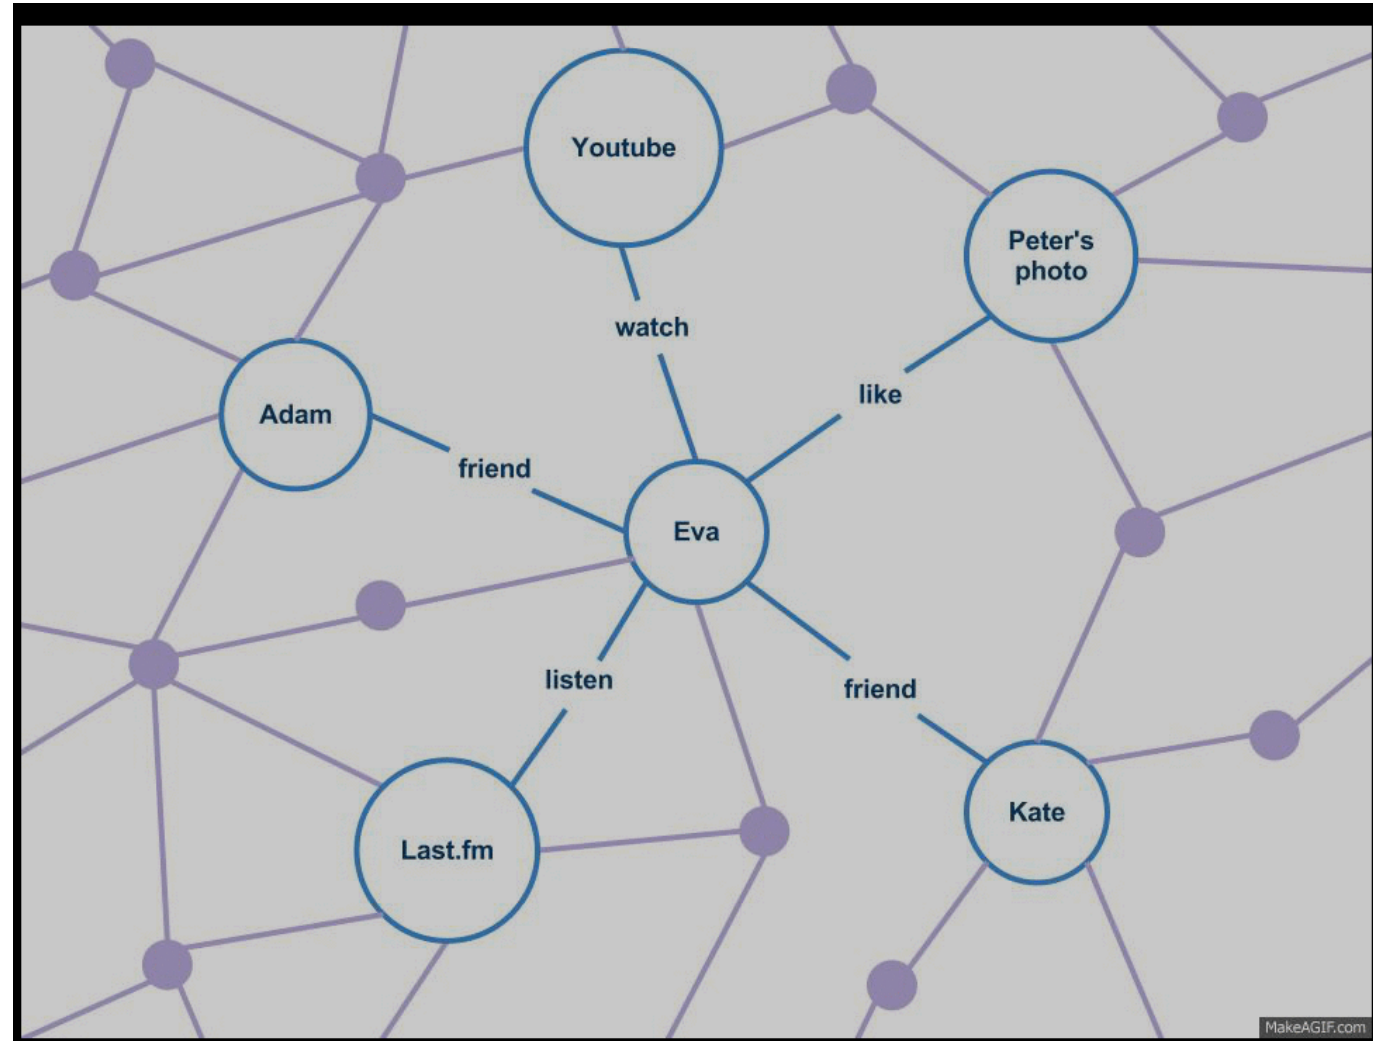 Youtube
Peter's
photo
watch
like
Adam
friend
Eva
listen
friend
Last.fm
Kate
MakeAGIF.com